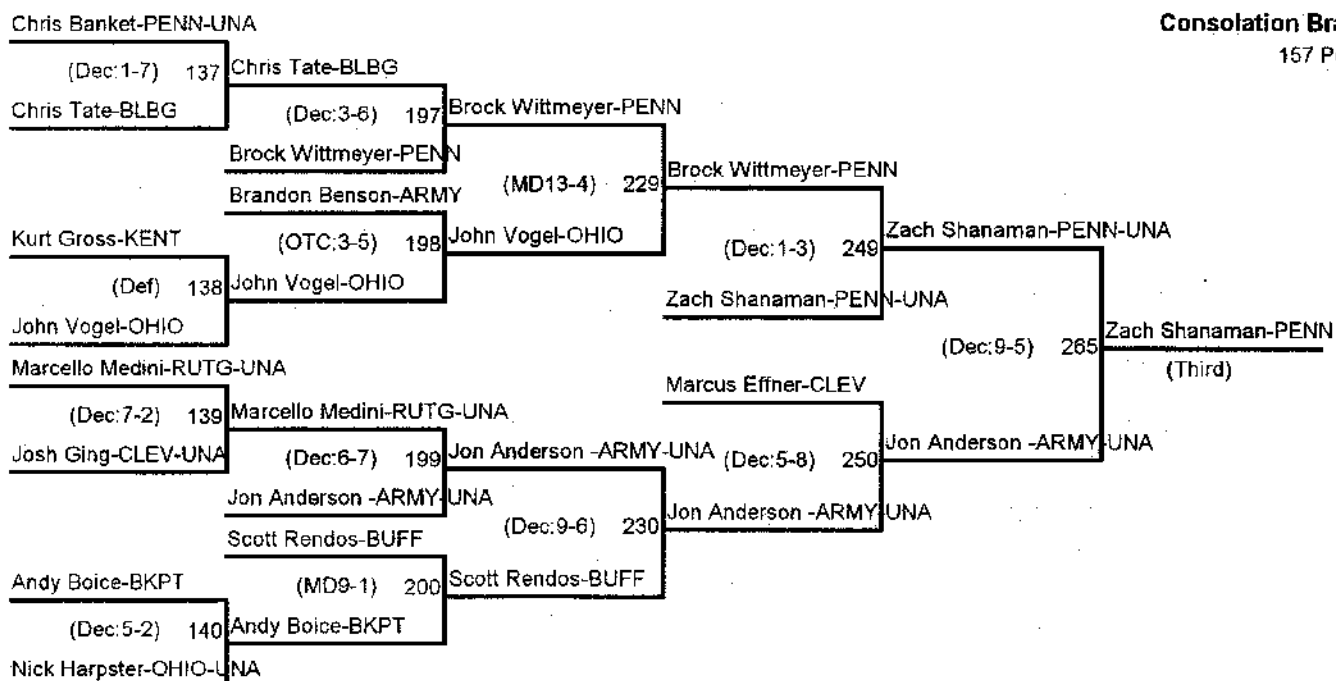 Chris Banket-PENN-UNA
Consolation Bra
157 P
(Dec:1-7) 137 Chris Tate-BLBG
Chris Tate-BLBG
(Dec:3-6) 197 Brock Wittmeyer-PENN
Brock Wittmeyer-PENN
(MD13-4) 229 Brock Wittmeyer-PENN
Brandon Benson-ARMY
Kurt Gross-KENT
(OTC:3-5) 198 John Vogel-OHIO
(Dec:1-3) 249 Zach Shanaman-PENN-UNA
(Def) 138 John Vogel-OHIO
Zach Shanaman-PENN-UNA
John Vogel-OHIO
(Dec:9-5) 265 Zach Shanaman-PENN
(Third)
Marcello Medini-RUTG-UNA
Marcus Effner-CLEV
(Dec:7-2) 139 Marcello Medini-RUTG-UNA
Josh Ging-CLEV-UNA
(Dec:6-7) 199 Jon Anderson -ARMY-UNA
(Dec:5-8) 250 Jon Anderson -ARMY-UNA
Jon Anderson -ARMY-UNA
(Dec:9-6) 230 Jon Anderson -ARMY-UNA
Scott Rendos-BUFF
Andy Boice-BKPT
(MD9-1) 200 Scott Rendos-BUFF
(Dec:5-2) 140 Andy Boice-BKPT
Nick Harpster-OHIO-UNA